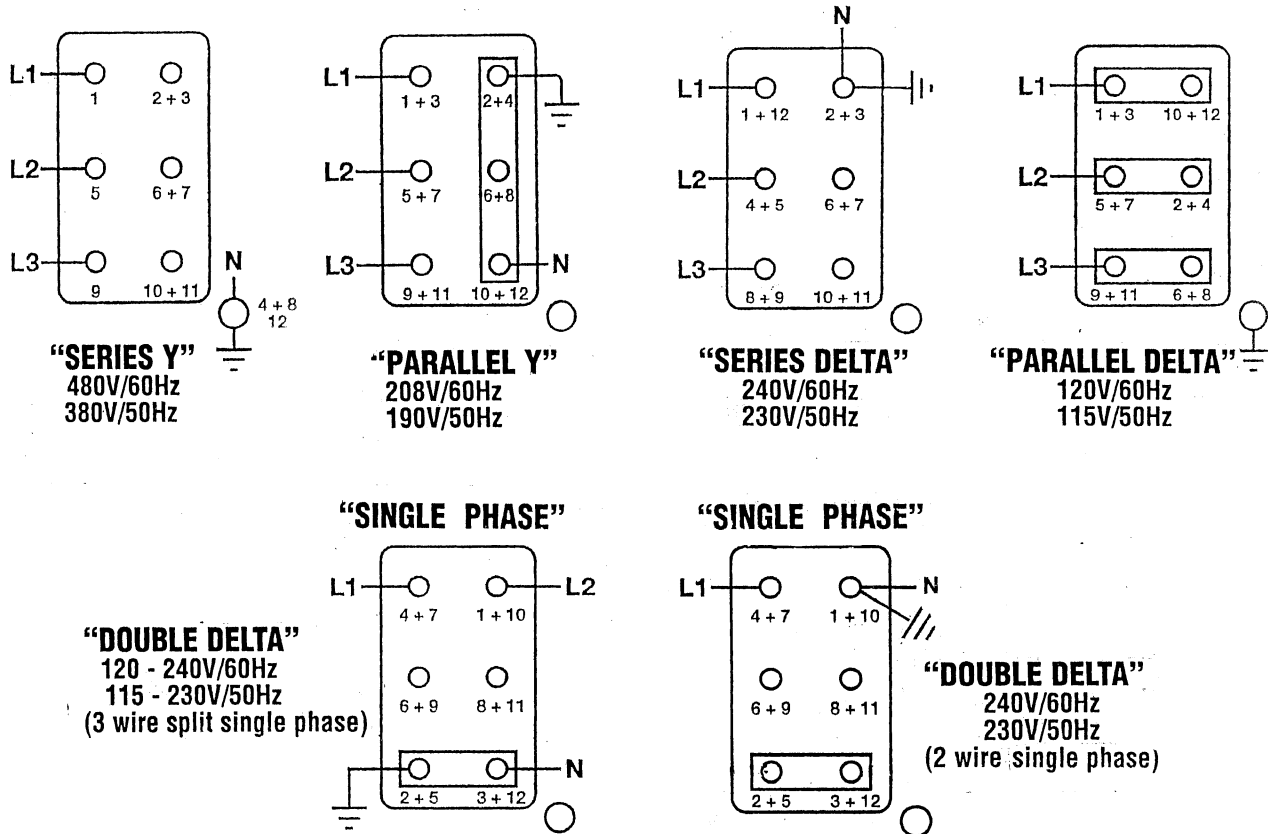 L1
1
2 + 3
L2
5
6 + 7
L3
9
10 + 11
N
4 + 8
12
“SERIES Y”
480V/60Hz
380V/50Hz
L1
1 + 3
2+4
L2
5 + 7
6+8
L3
N
9 + 11
10 + 12
“PARALLEL Y”
208V/60Hz
190V/50Hz
N
L1
1 + 12
2 + 3
L2
4 + 5
6 + 7
L3
8 + 9
10 + 11
“SERIES DELTA”
240V/60Hz
230V/50Hz
L1
1 + 3
10 + 12
L2
5 + 7
2 + 4
L3
9 + 11
6 + 8
“PARALLEL DELTA”
120V/60Hz
115V/50Hz
“SINGLE PHASE”
L1
L2
4 + 7
1 + 10
6 + 9
8 + 11
N
2 + 5
3 + 12
“DOUBLE DELTA”
120 - 240V/60Hz
115 - 230V/50Hz
(3 wire split single phase)
“SINGLE PHASE”
L1
N
4 + 7
1 + 10
6 + 9
8 + 11
2 + 5
3 + 12
“DOUBLE DELTA”
240V/60Hz
230V/50Hz
(2 wire single phase)